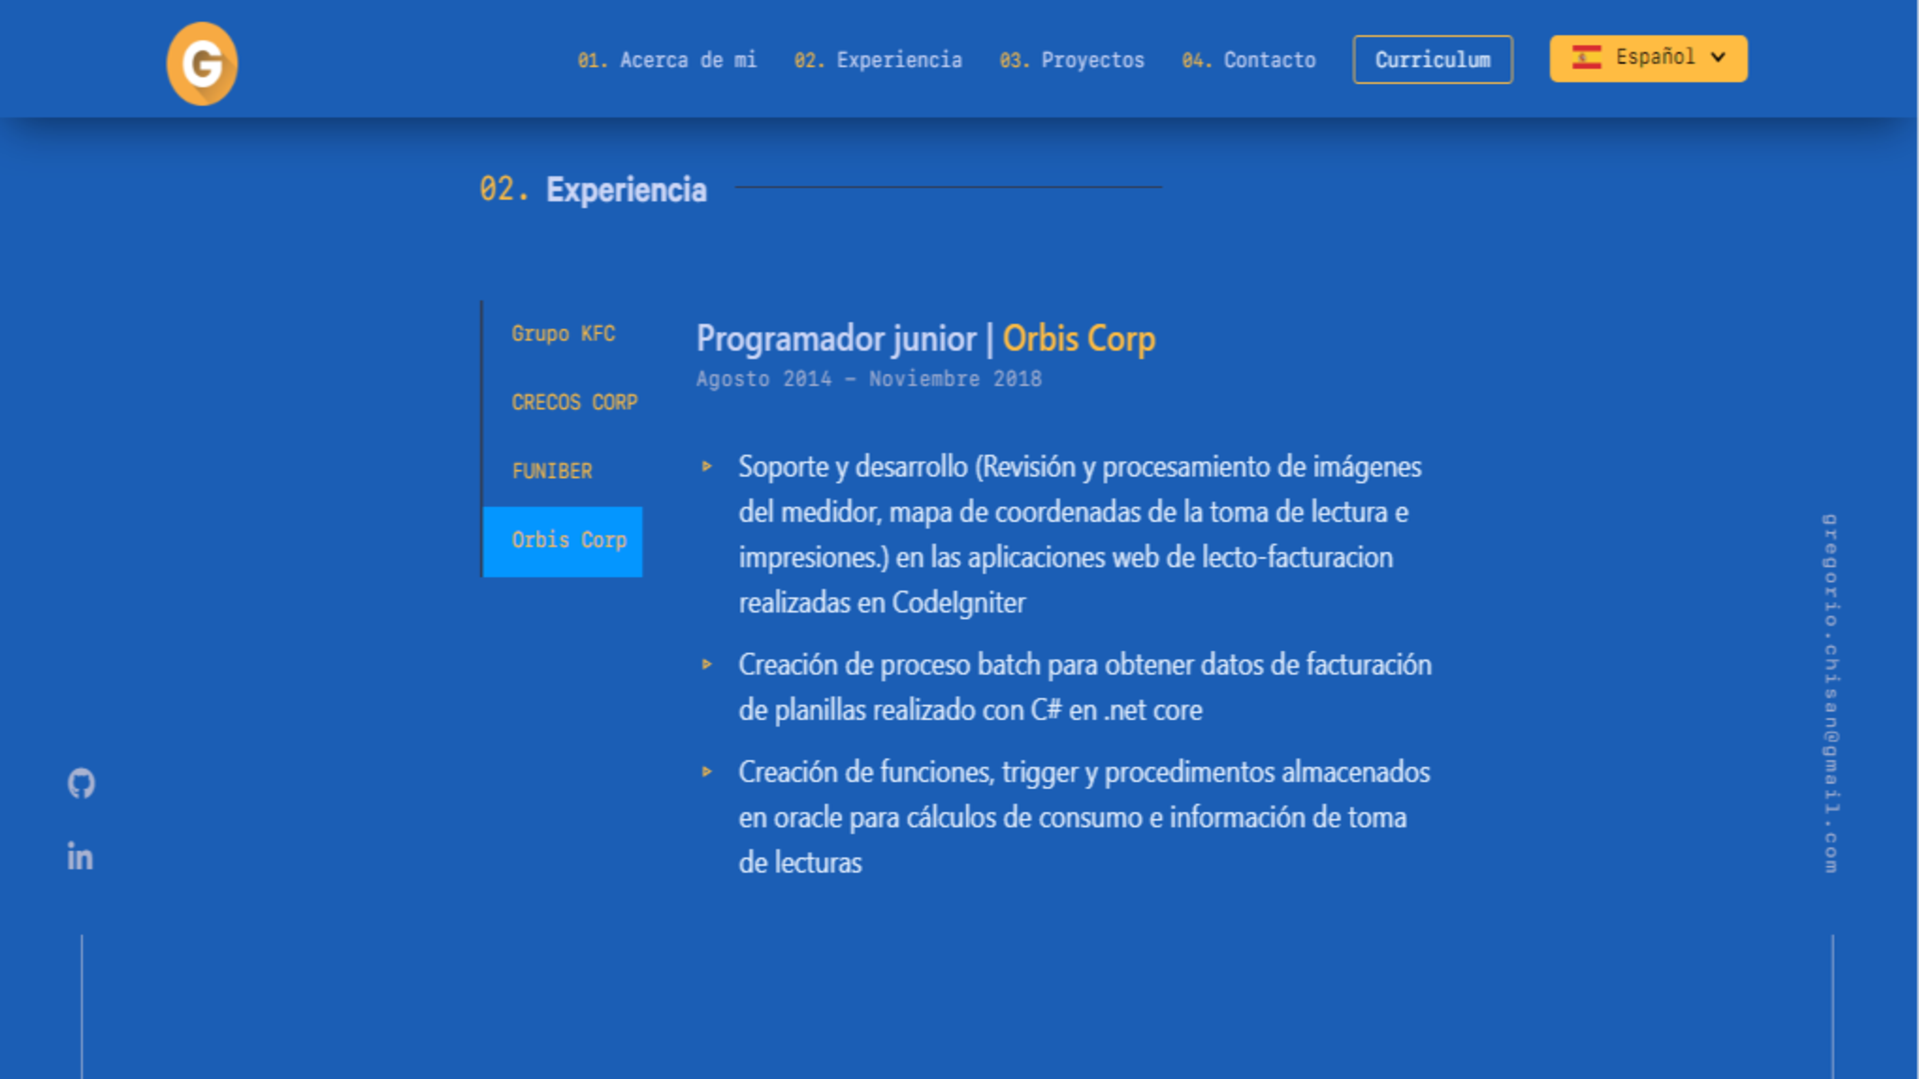 G
01. Acerca de mi 02. Experiencia 03. Proyectos 04. Contacto Curriculum Español
02. Experiencia
Grupo KFC
CRECOS CORP
FUNIBER
Orbis Corp
Programador junior | Orbis Corp
Agosto 2014 – Noviembre 2018
Soporte y desarrollo (Revisión y procesamiento de imágenes
del medidor, mapa de coordenadas de la toma de lectura e
impresiones.) en las aplicaciones web de lecto-facturacion
realizadas en CodeIgniter
Creación de proceso batch para obtener datos de facturación
de planillas realizado con C# en .net core
Creación de funciones, trigger y procedimentos almacenados
en oracle para cálculos de consumo e información de toma
de lecturas
in
gregorio.chisan@gmail.com